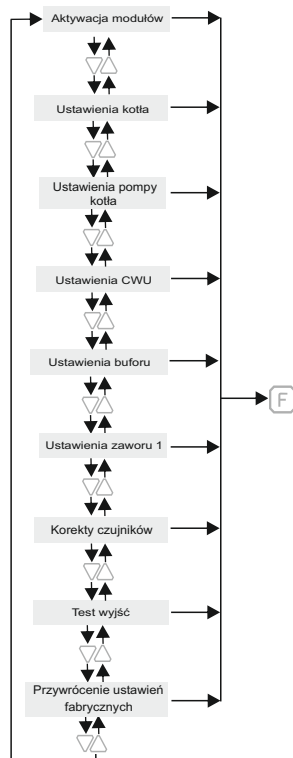 Aktywacja modułów
Ustawienia kotła
Ustawienia pompy
kotła
Ustawienia CWU
Ustawienia buforu
F
Ustawienia zaworu 1
Korekty czujników
Test wyjść
Przywrócenie ustawień
fabrycznych